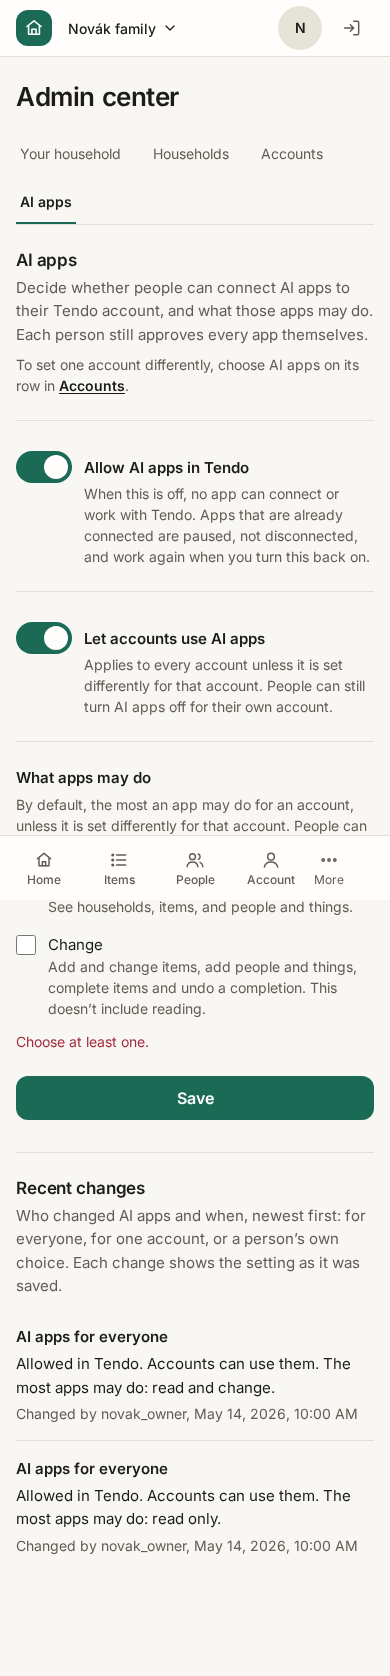 Novák family
N
Admin center
Your household
Households
Accounts
AI apps
AI apps
Decide whether people can connect AI apps to
their Tendo account, and what those apps may do.
Each person still approves every app themselves.
To set one account differently, choose AI apps on its
row in Accounts.
Allow AI apps in Tendo
When this is off, no app can connect or
work with Tendo. Apps that are already
connected are paused, not disconnected,
and work again when you turn this back on.
Let accounts use AI apps
Applies to every account unless it is set
differently for that account. People can still
turn AI apps off for their own account.
What apps may do
By default, the most an app may do for an account,
unless it is set differently for that account. People can
Home
Items
People
Account
More
See households, items, and people and things.
Change
Add and change items, add people and things,
complete items and undo a completion. This
doesn’t include reading.
Choose at least one.
Save
Recent changes
Who changed AI apps and when, newest first: for
everyone, for one account, or a person’s own
choice. Each change shows the setting as it was
saved.
AI apps for everyone
Allowed in Tendo. Accounts can use them. The
most apps may do: read and change.
Changed by novak_owner, May 14, 2026, 10:00 AM
AI apps for everyone
Allowed in Tendo. Accounts can use them. The
most apps may do: read only.
Changed by novak_owner, May 14, 2026, 10:00 AM